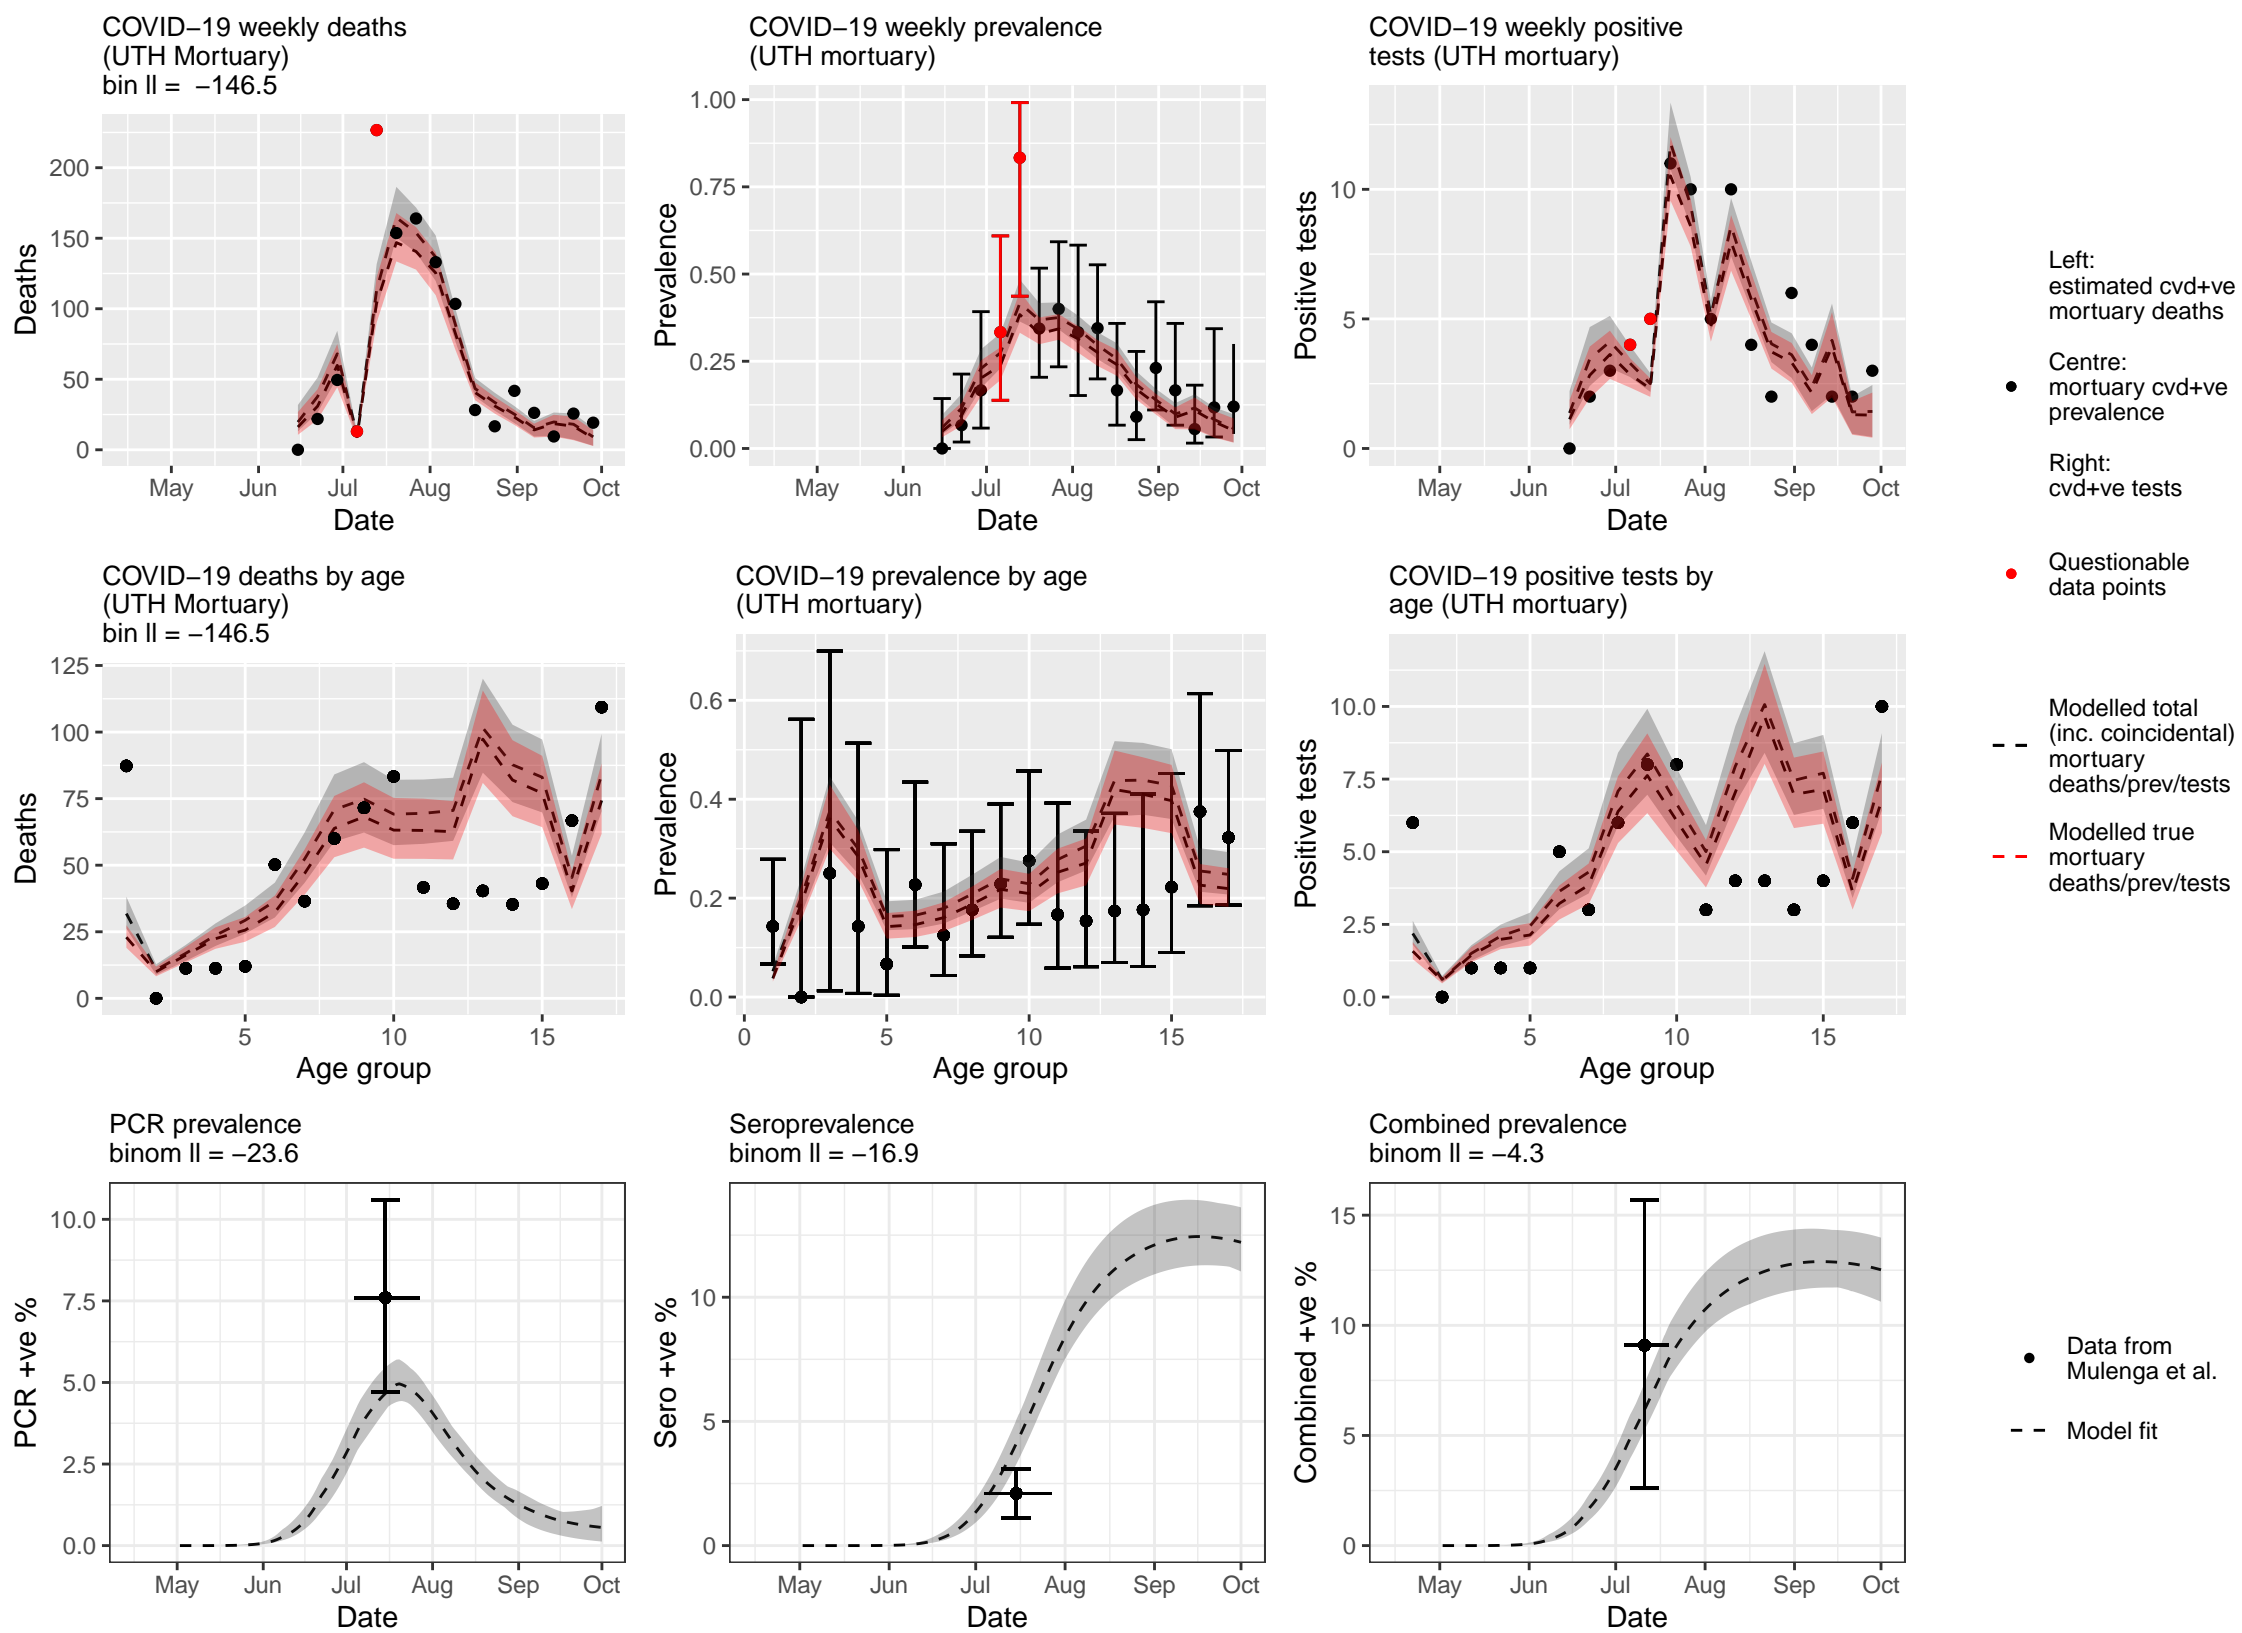 COVID−19 weekly deaths
(UTH Mortuary)
bin ll =  −146.5
Deaths
200
150
100
50
0
May Jun Jul Aug Sep Oct
Date
COVID−19 weekly prevalence
(UTH mortuary)
Prevalence
1.00
0.75
0.50
0.25
0.00
May Jun Jul Aug Sep Oct
Date
COVID−19 weekly positive
tests (UTH mortuary)
Positive tests
10
5
0
May Jun Jul Aug Sep Oct
Date
Left:
estimated cvd+ve
mortuary deaths
Centre:
mortuary cvd+ve
prevalence
Right:
cvd+ve tests
Questionable
data points
Modelled total
(inc. coincidental)
mortuary
deaths/prev/tests
Modelled true
mortuary
deaths/prev/tests
COVID−19 deaths by age
(UTH Mortuary)
bin ll = −146.5
Deaths
125
100
75
50
25
0
5 10 15
Age group
COVID−19 prevalence by age
(UTH mortuary)
Prevalence
0.6
0.4
0.2
0.0
0 5 10 15
Age group
COVID−19 positive tests by
age (UTH mortuary)
Positive tests
10.0
7.5
5.0
2.5
0.0
5 10 15
Age group
PCR prevalence
binom ll = −23.6
PCR +ve %
10.0
7.5
5.0
2.5
0.0
May Jun Jul Aug Sep Oct
Date
Seroprevalence
binom ll = −16.9
Sero +ve %
10
5
0
May Jun Jul Aug Sep Oct
Date
Combined prevalence
binom ll = −4.3
Combined +ve %
15
10
5
0
May Jun Jul Aug Sep Oct
Date
Data from
Mulenga et al.
Model fit